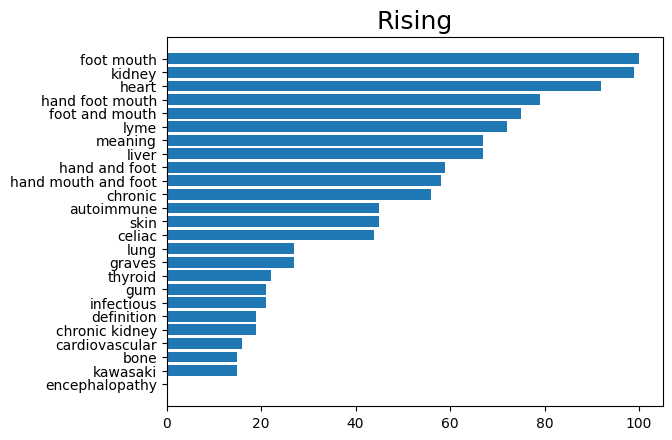 Rising
foot mouth
kidney
heart
hand foot mouth
foot and mouth
lyme
meaning
liver
hand and foot
hand mouth and foot
chronic
autoimmune
skin
celiac
lung
graves
thyroid
gum
infectious
definition
chronic kidney
cardiovascular
bone
kawasaki
encephalopathy
0 20 40 60 80 100